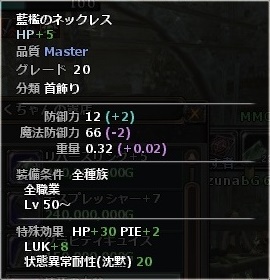 100
藍檻のネックレス
HP+5
品質 Master
グレード 20
分類 首飾り
防御力 12 (+2)
魔法防御力 66 (-2)
重量 0.32 (+0.02)
装備条件 全種族
全職業
Lv 50～
特殊効果 HP+30 PIE+2
LUK+8
状態異常耐性(沈黙) 20